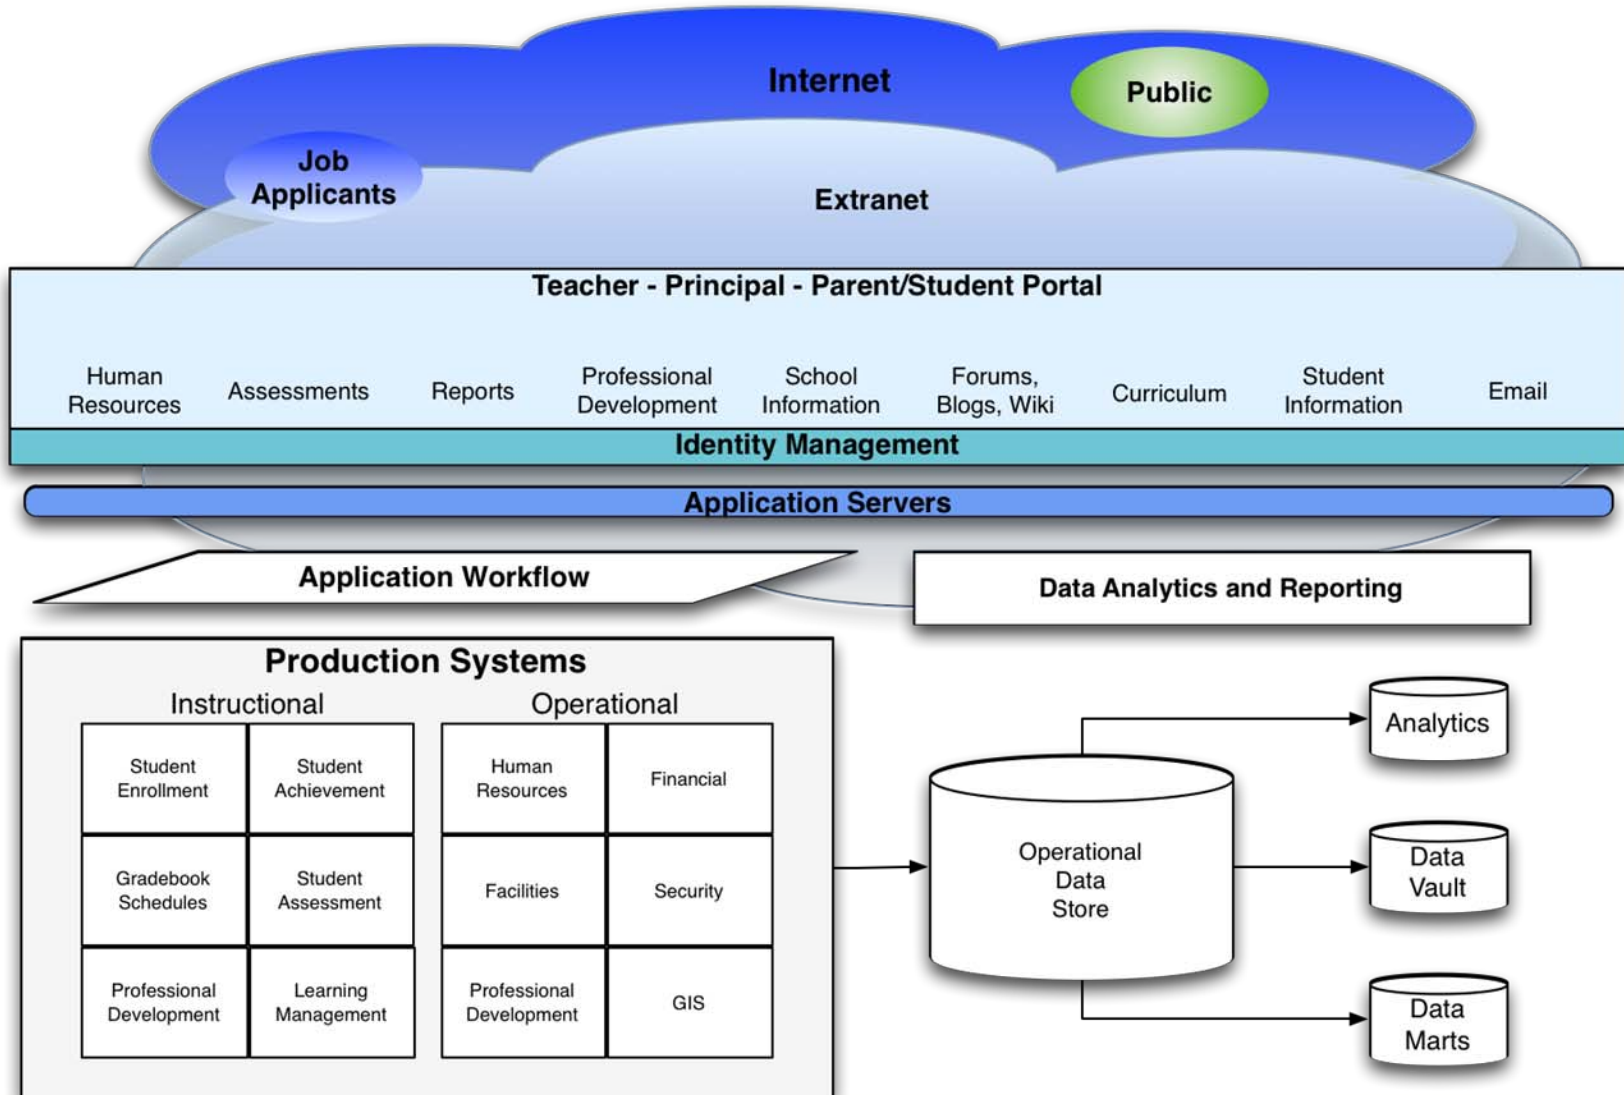 Internet
Public
Job
Applicants
Extranet
Teacher - Principal - Parent/Student Portal
Human
Resources
Assessments
Reports
Professional
Development
School
Information
Forums,
Blogs, Wiki
Curriculum
Student
Information
Email
Identity Management
Application Servers
Application Workflow
Data Analytics and Reporting
Production Systems
Instructional
Operational
Student
Enrollment
Student
Achievement
Human
Resources
Financial
Gradebook
Schedules
Student
Assessment
Facilities
Security
Professional
Development
Learning
Management
Professional
Development
GIS
Operational
Data
Store
Analytics
Data
Vault
Data
Marts